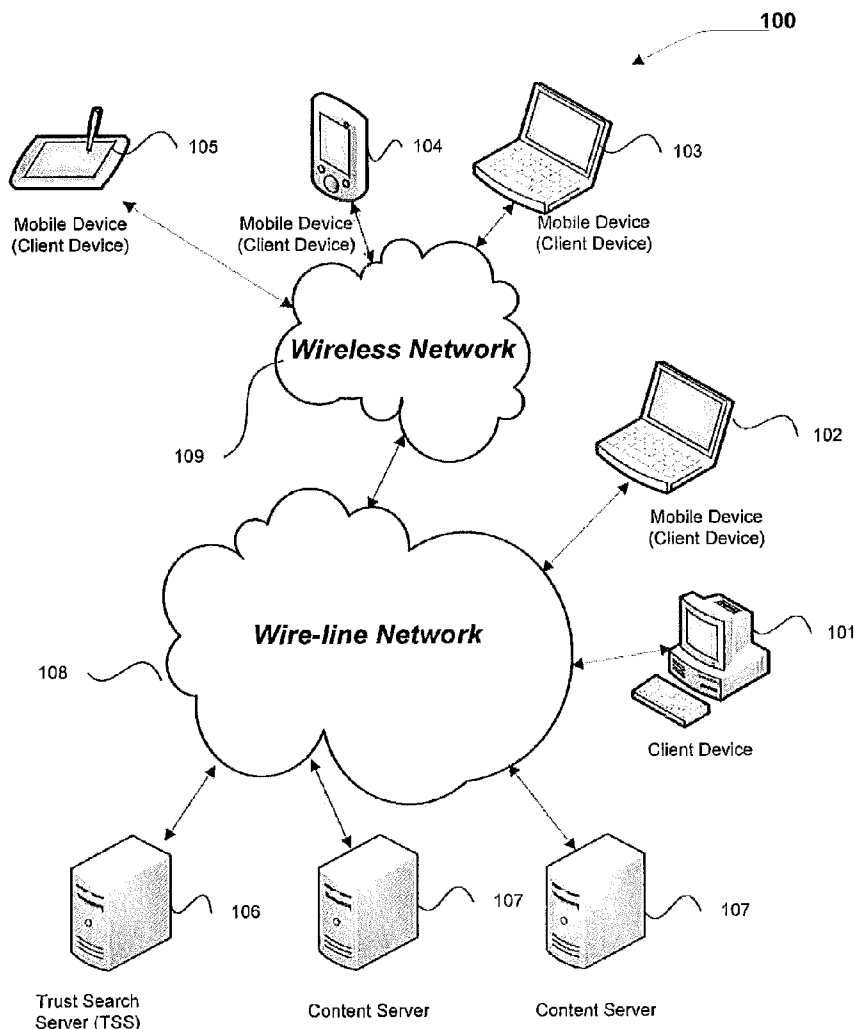 100
105
104
103
Mobile Device
(Client Device)
Mobile Device
(Client Device)
Mobile Device
(Client Device)
Wireless Network
109
102
Mobile Device
(Client Device)
Wire-line Network
101
108
Client Device
106
107
107
Trust Search
Server (TSS)
Content Server
Content Server